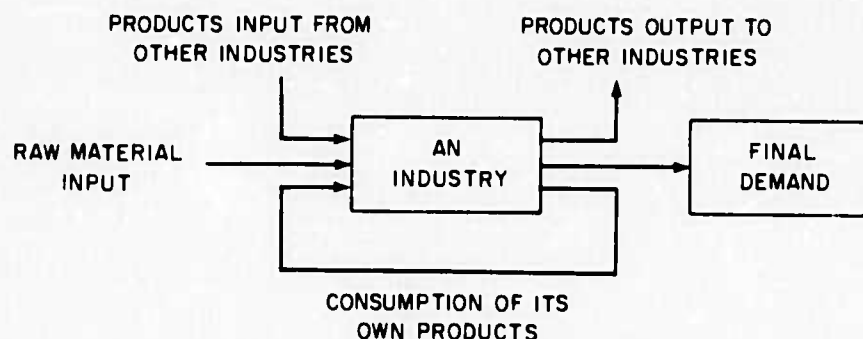 PRODUCTS INPUT FROM
OTHER INDUSTRIES
PRODUCTS OUTPUT TO
OTHER INDUSTRIES
RAW MATERIAL
INPUT
AN
INDUSTRY
FINAL
DEMAND
CONSUMPTION OF ITS
OWN PRODUCTS